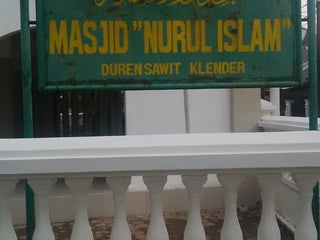 MASJID "NURUL ISLAM"
DUREN SAWIT KLENDER